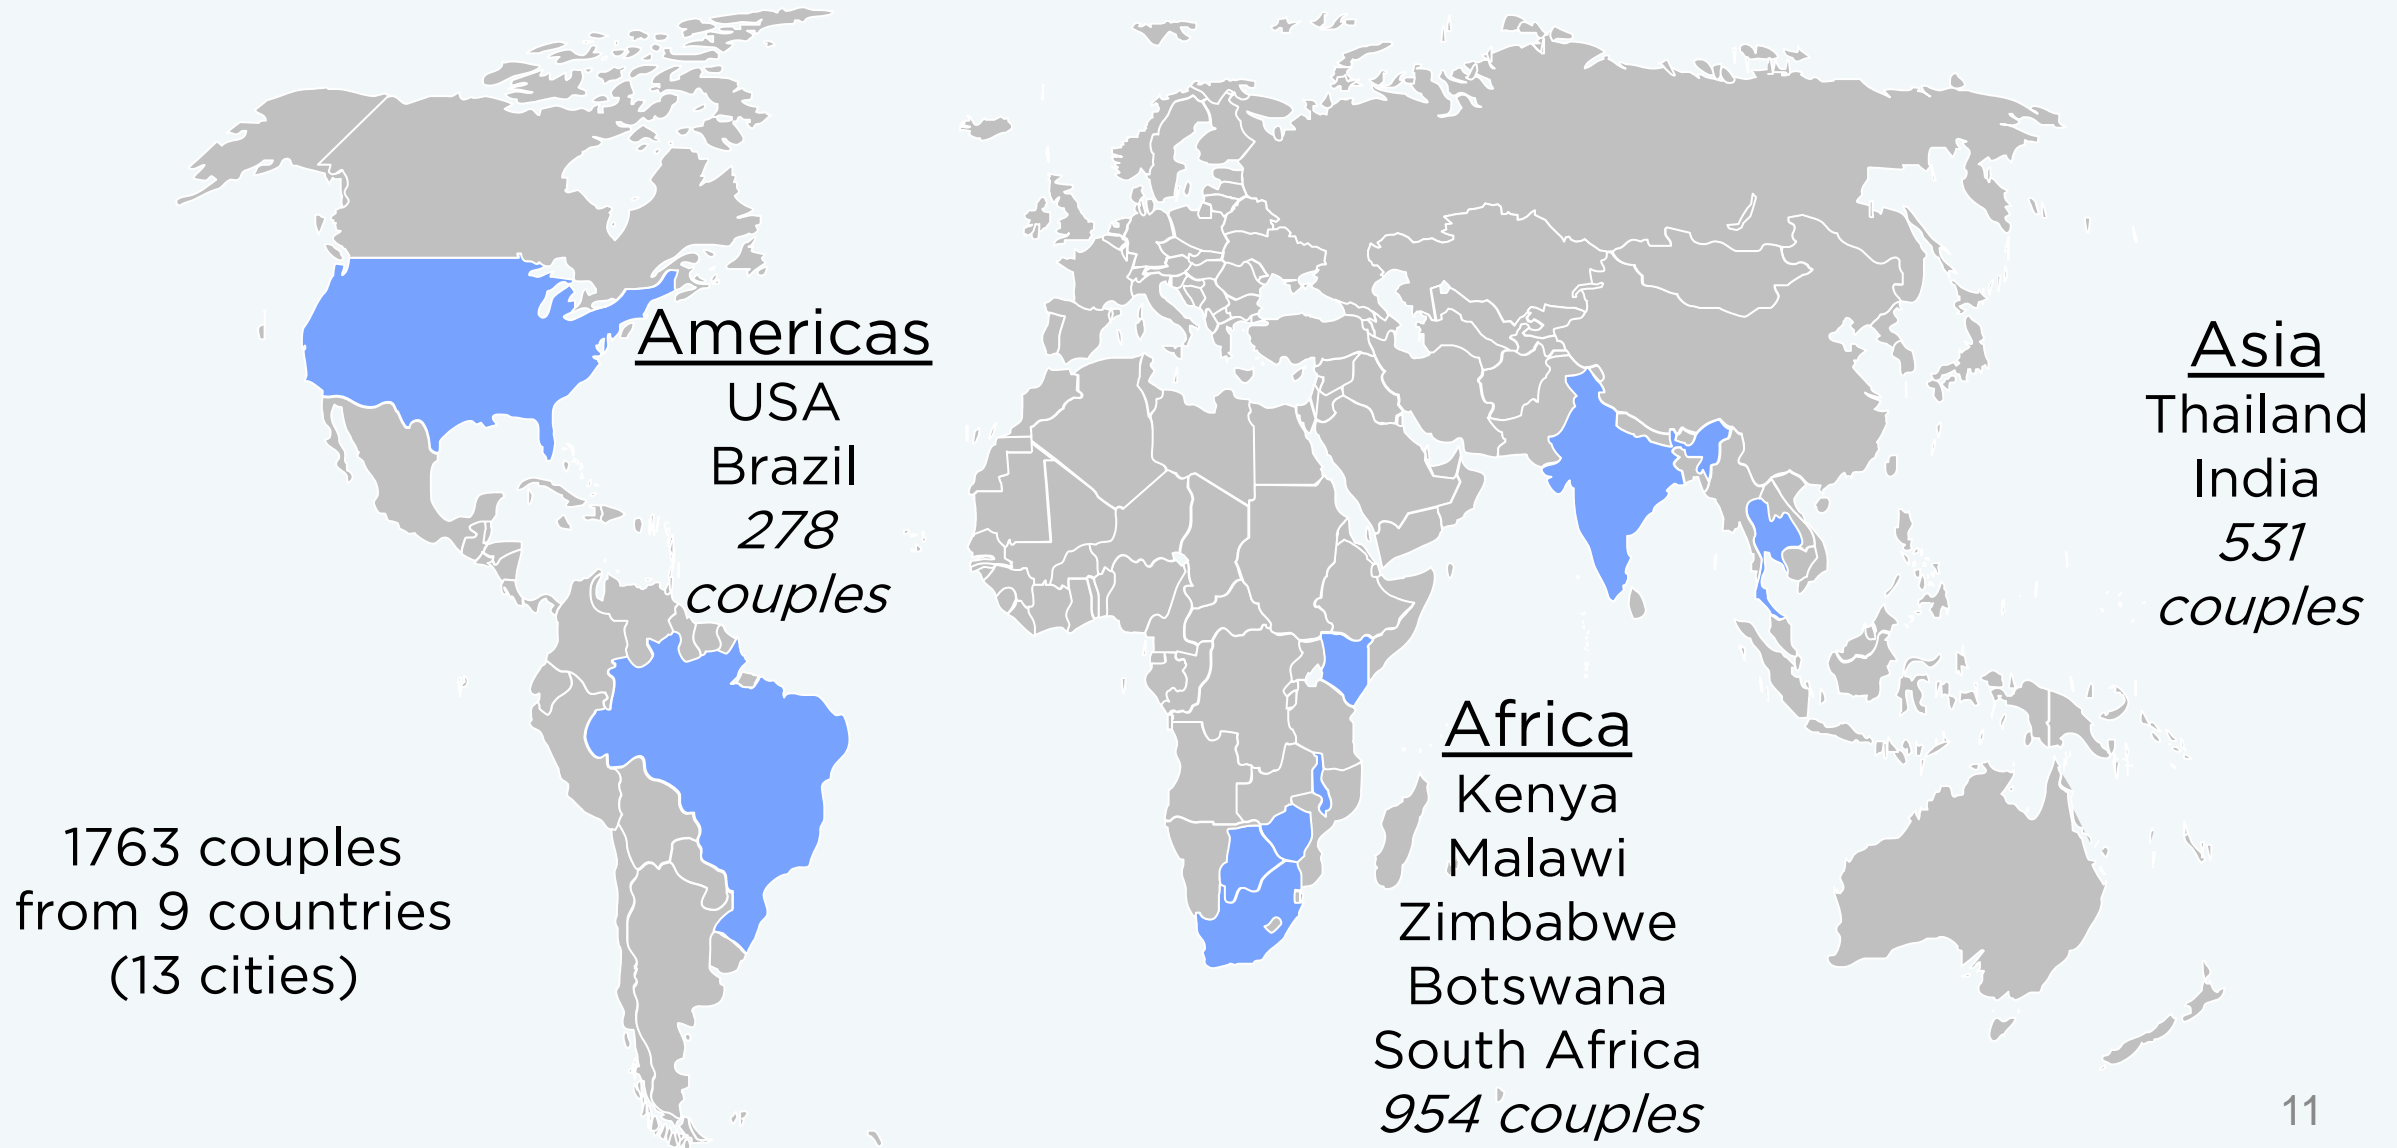 Americas
USA
Brazil
278
couples
Asia
Thailand
India
531
couples
Africa
Kenya
Malawi
Zimbabwe
Botswana
South Africa
954 couples
1763 couples
from 9 countries
(13 cities)
11